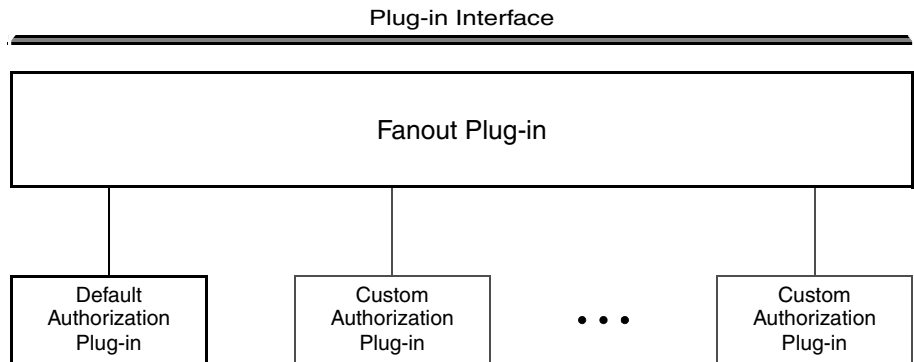 Plug-in Interface
Fanout Plug-in
Default
Authorization
Plug-in
Custom
Authorization
Plug-in
• • •
Custom
Authorization
Plug-in